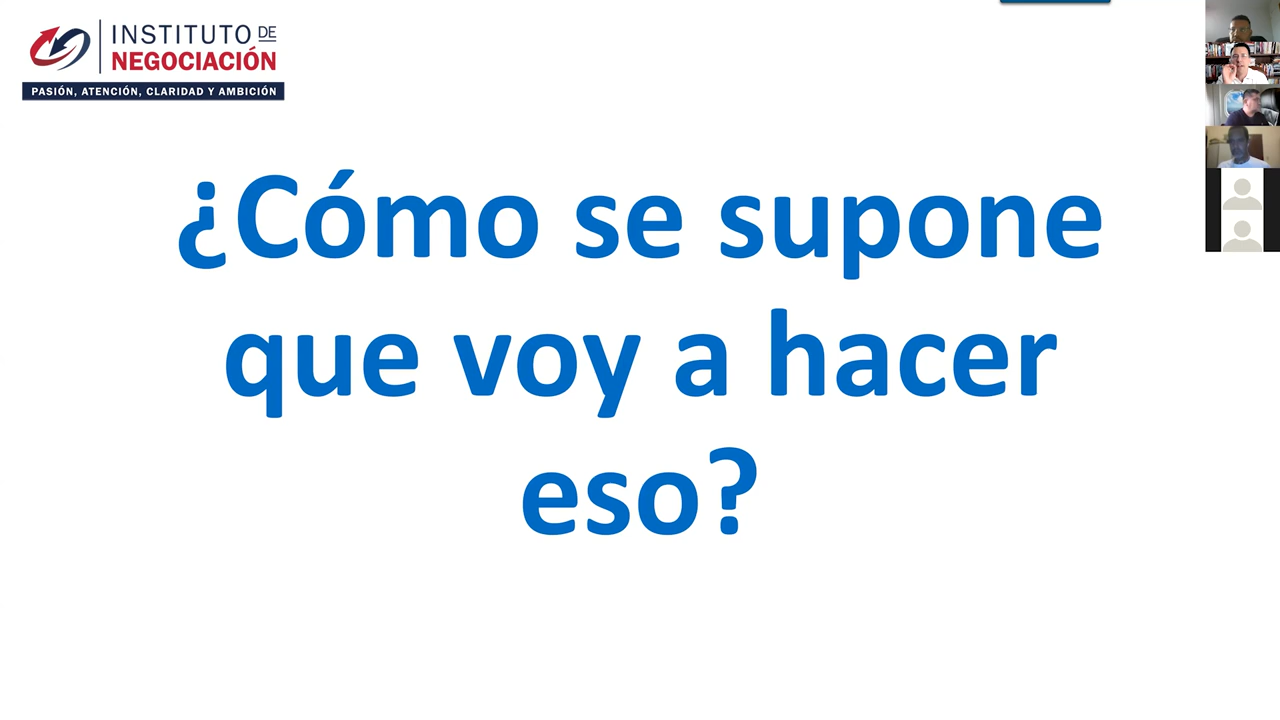 INSTITUTO DE
NEGOCIACIÓN
PASIÓN, ATENCIÓN, CLARIDAD Y AMBICIÓN
¿Cómo se supone
que voy a hacer
eso?